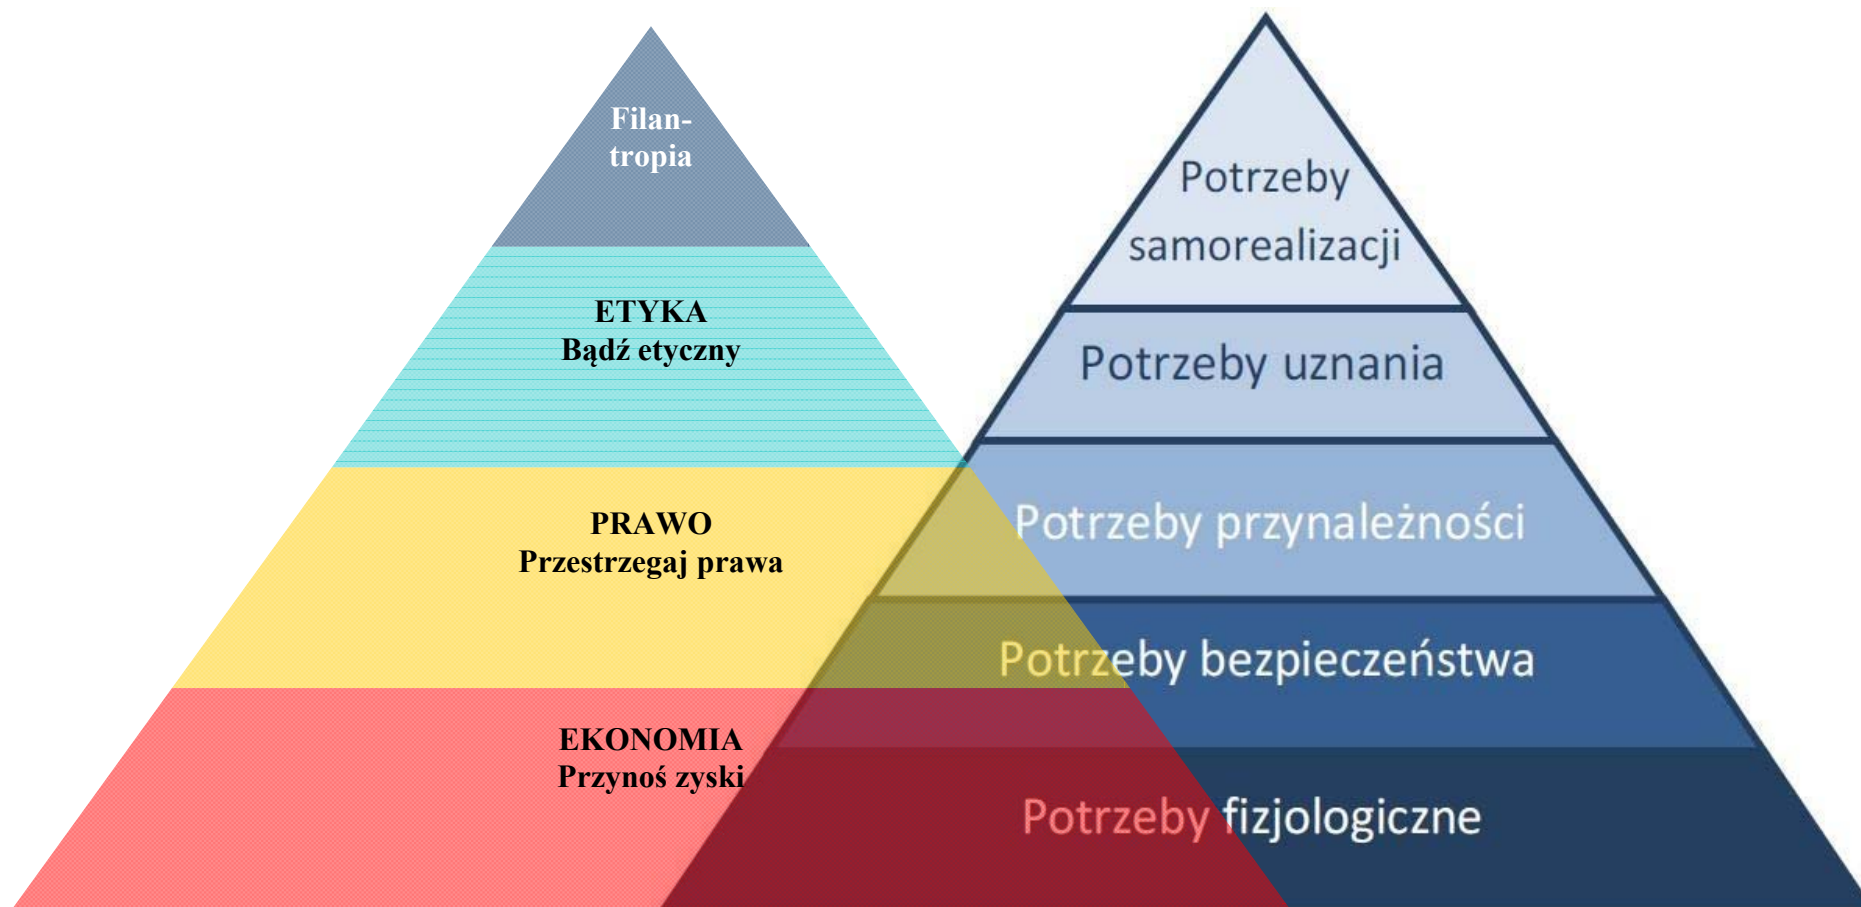 Filan-
tropia
ETYKA
Bądź etyczny
PRAWO
Przestrzegaj prawa
EKONOMIA
Przynoś zyski
Potrzeby
samorealizacji
Potrzeby uznania
Potrzeby przynależności
Potrzeby bezpieczeństwa
Potrzeby fizjologiczne